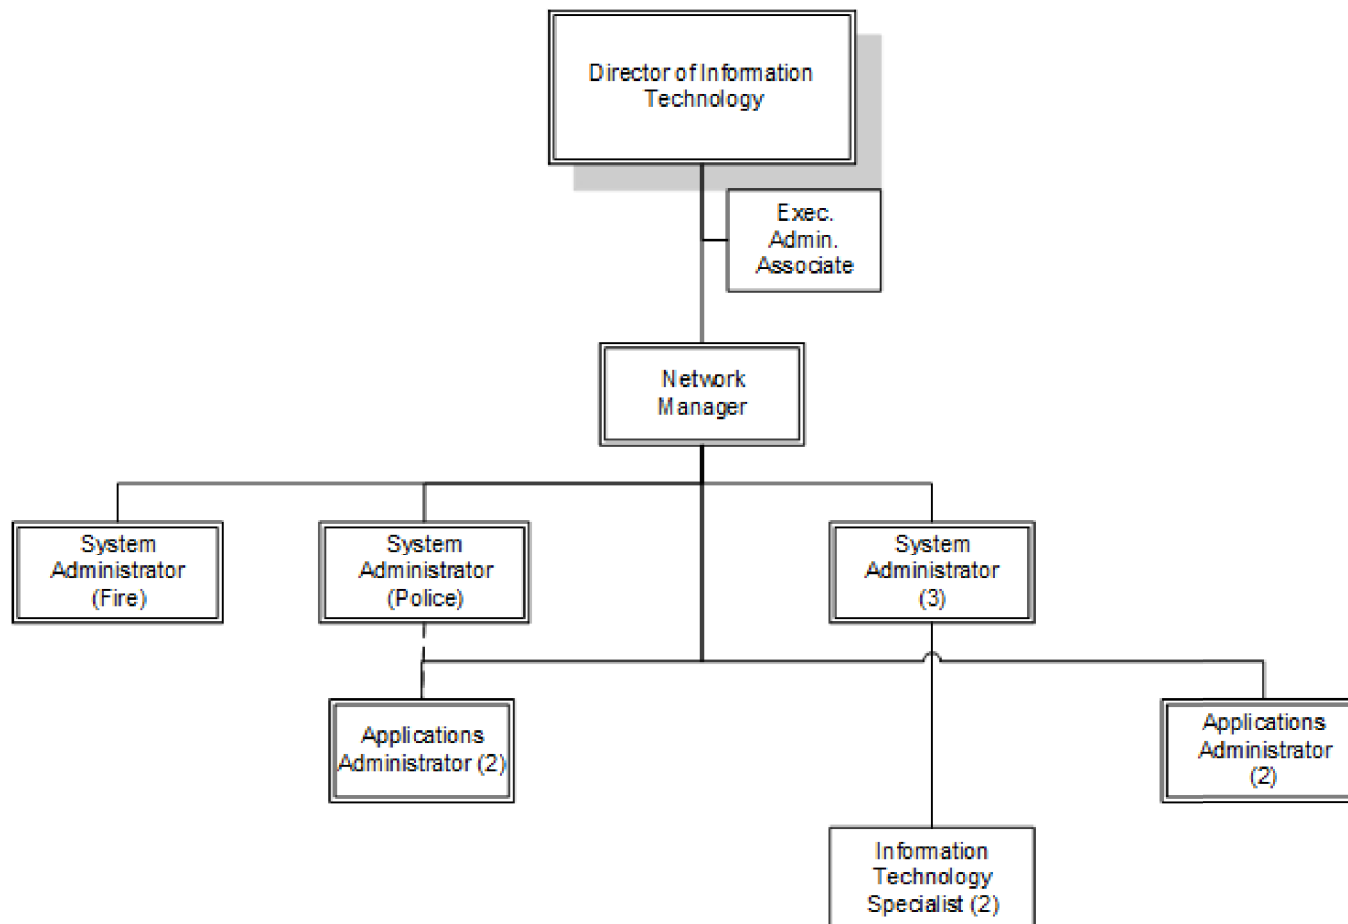 Director of Information
Technology
Exec.
Admin.
Associate
Network
Manager
System
Administrator
(Fire)
System
Administrator
(Police)
System
Administrator
(3)
Applications
Administrator (2)
Applications
Administrator
(2)
Information
Technology
Specialist (2)